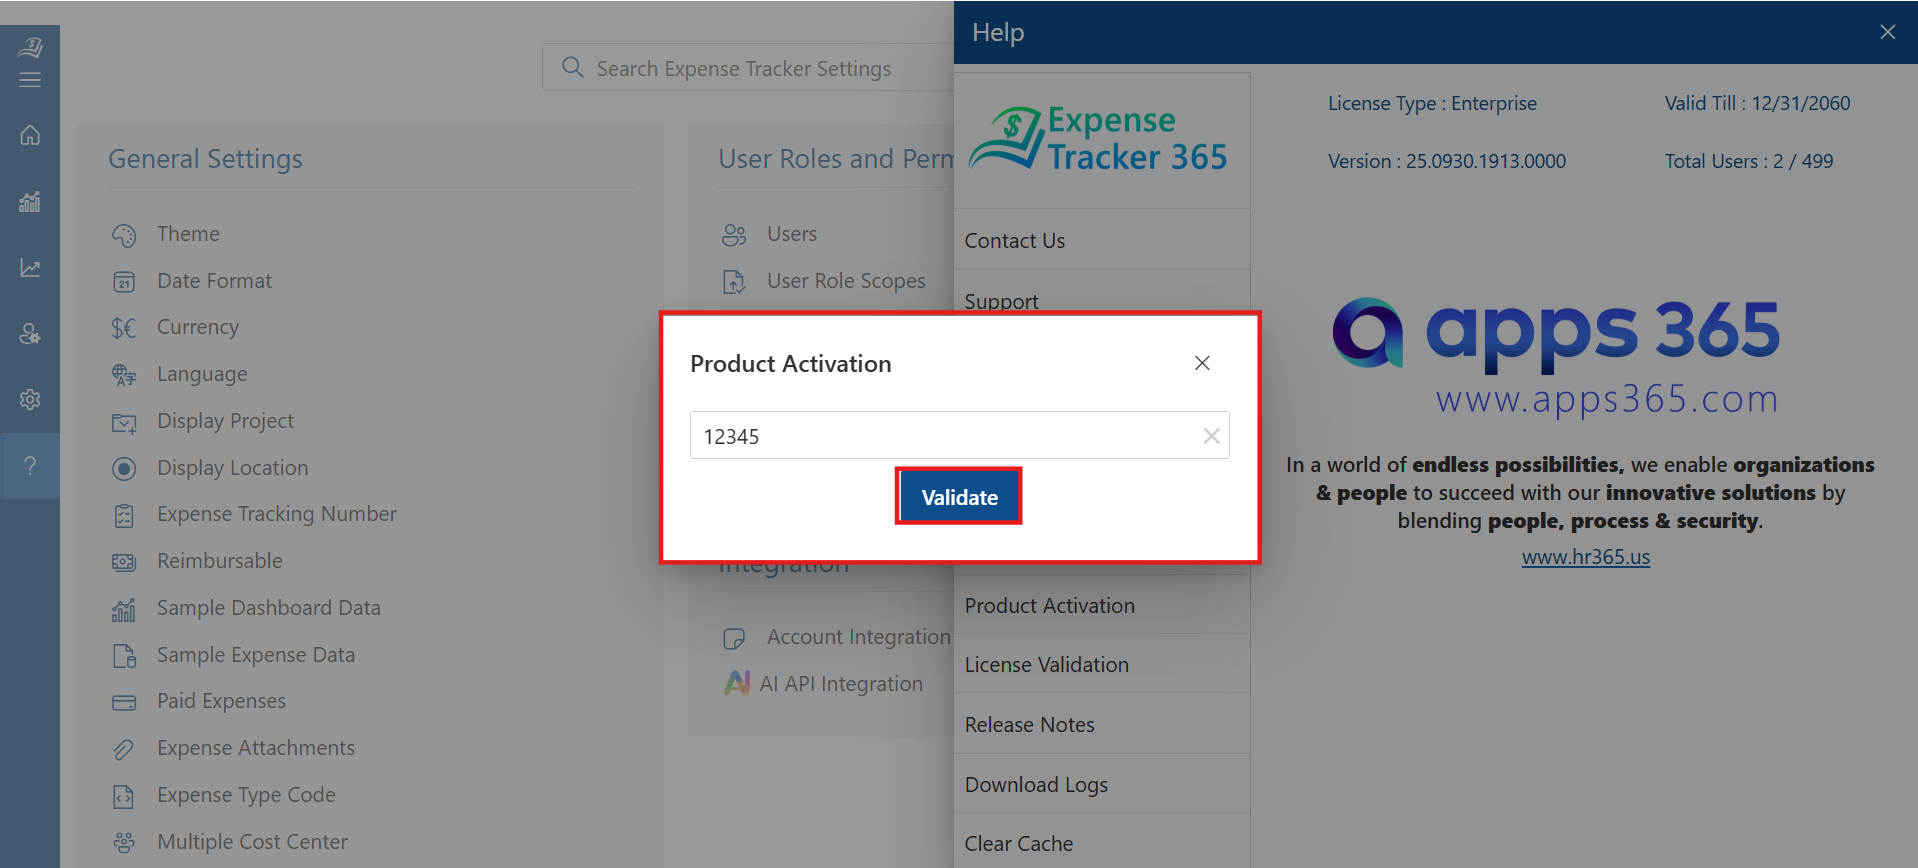 Search Expense Tracker Settings
General Settings
Theme
21
Date Format
$€ Currency
Language
Display Project
Display Location
Expense Tracking Number
Reimbursable
Sample Dashboard Data
Sample Expense Data
Paid Expenses
Expense Attachments
Expense Type Code
Multiple Cost Center
User Roles and Perm
Users
User Role Scopes
Integration
Account Integration
AI API Integration
Help
Expense
Tracker 365
Contact Us
Support
Product Activation
License Validation
Release Notes
Download Logs
Clear Cache
License Type : Enterprise
Valid Till : 12/31/2060
Version : 25.0930.1913.0000
Total Users : 2 / 499
apps 365
www.apps365.com
In a world of endless possibilities, we enable organizations
& people to succeed with our innovative solutions by
blending people, process & security.
www.hr365.us
Product Activation
12345
Validate